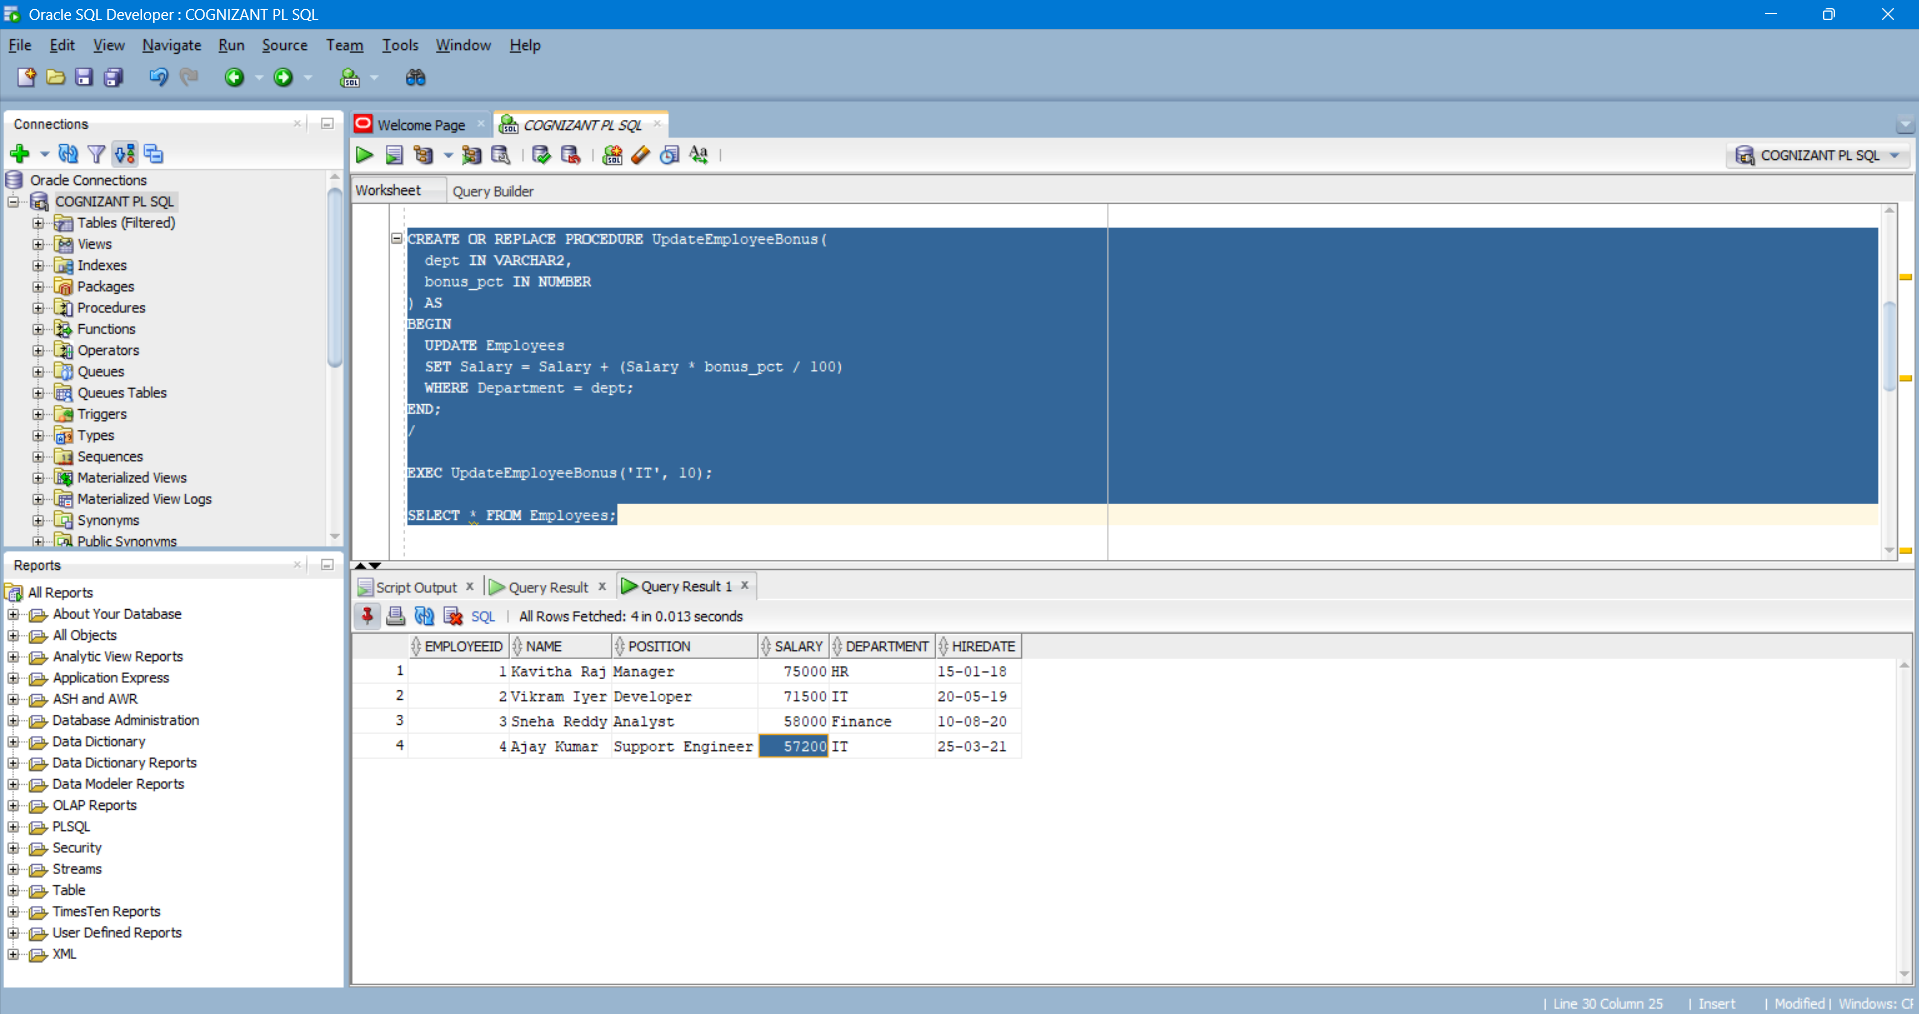 Oracle SQL Developer : COGNIZANT PL SQL
File Edit View Navigate Run Source Team Tools Window Help
Connections
Oracle Connections
COGNIZANT PL SQL
Tables (Filtered)
Views
Indexes
Packages
Procedures
Functions
Operators
Queues
Queues Tables
Triggers
Types
Sequences
Materialized Views
Materialized View Logs
Synonyms
Public Synonyms
Reports
All Reports
About Your Database
All Objects
Analytic View Reports
Application Express
ASH and AWR
Database Administration
Data Dictionary
Data Dictionary Reports
Data Modeler Reports
OLAP Reports
PLSQL
Security
Streams
Table
TimesTen Reports
User Defined Reports
XML
Welcome Page COGNIZANT PL SQL
COGNIZANT PL SQL
Worksheet Query Builder
CREATE OR REPLACE PROCEDURE UpdateEmployeeBonus(
dept IN VARCHAR2,
bonus_pct IN NUMBER
) AS
BEGIN
UPDATE Employees
SET Salary = Salary + (Salary * bonus_pct / 100)
WHERE Department = dept;
END;
/
EXEC UpdateEmployeeBonus('IT', 10);
SELECT * FROM Employees;
Script Output Query Result Query Result 1
SQL All Rows Fetched: 4 in 0.013 seconds
EMPLOYEEID NAME POSITION SALARY DEPARTMENT HIREDATE
1 1 Kavitha Raj Manager 75000 HR 15-01-18
2 2 Vikram Iyer Developer 71500 IT 20-05-19
3 3 Sneha Reddy Analyst 58000 Finance 10-08-20
4 4 Ajay Kumar Support Engineer 57200 IT 25-03-21
Line 30 Column 25 Insert Modified Windows: